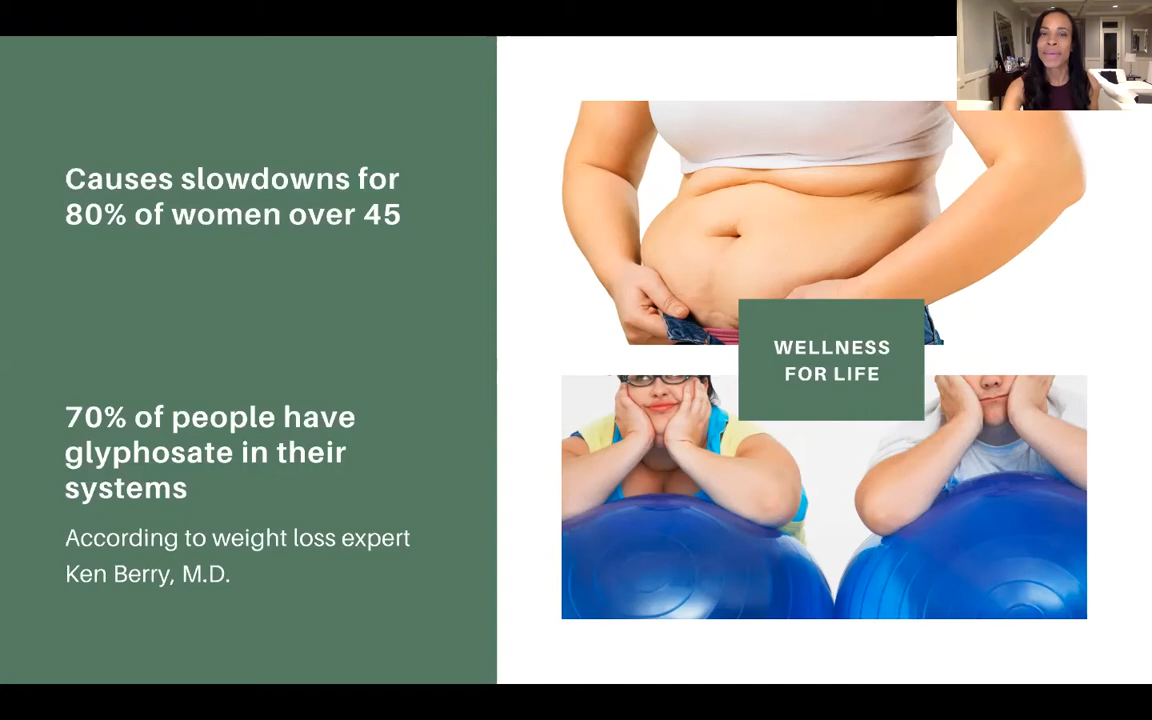 Causes slowdowns for
80% of women over 45
70% of people have
glyphosate in their
systems
According to weight loss expert
Ken Berry, M.D.
WELLNESS
FOR LIFE